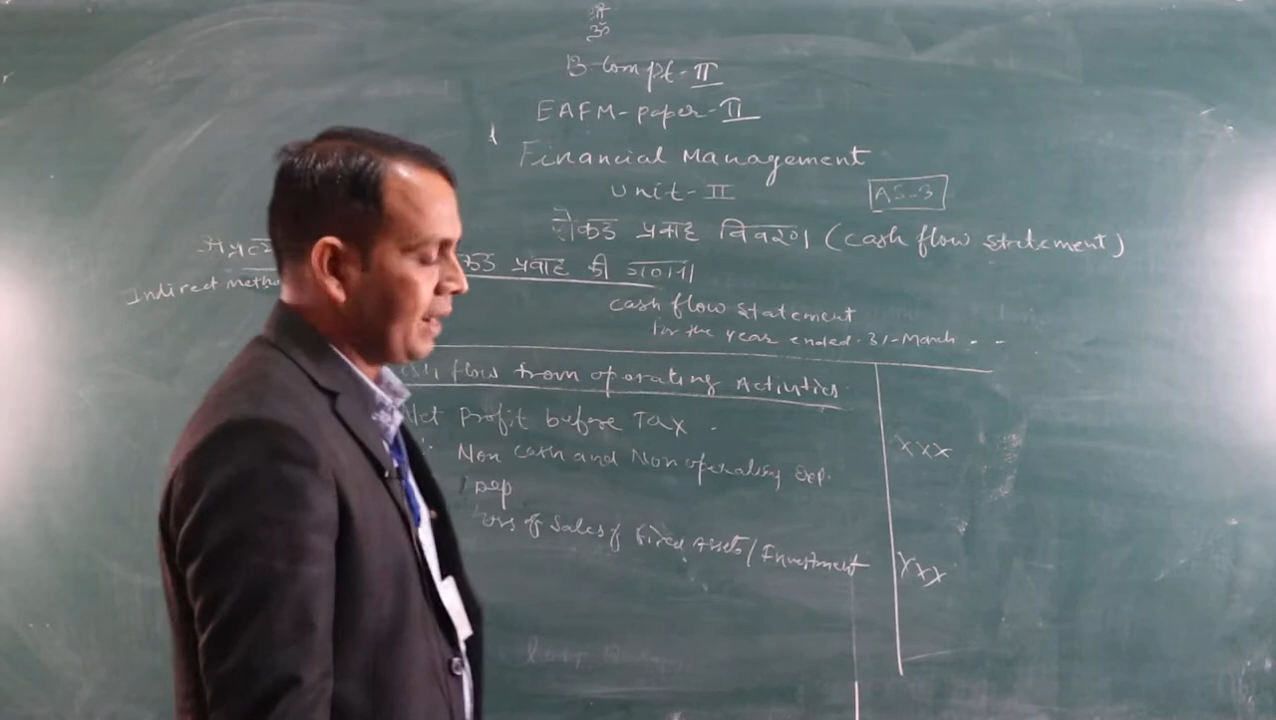 श्री
ॐ
B.Com pt-II
EAFM-paper-II
Financial Management
Unit-II
AS-3
रोकड प्रवाह विवरण (cash flow statement)
प्रवाह की गणना
Indirect metho
cash flow statement
for the year ended 31-March - -
flow from operating Activities
Net Profit before Tax -
xxx
Non cash and Non operating Exp.
Dep
Loss of Sales of Fixed Assets/Investment
xxx